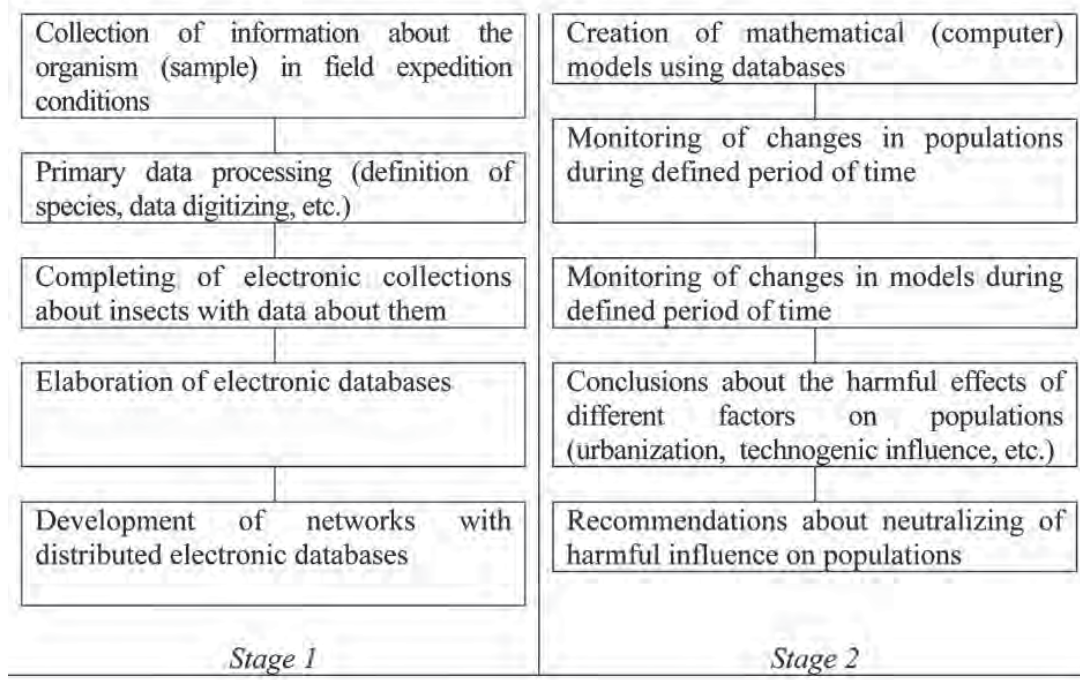 Collection of information about the
organism (sample) in field expedition
conditions
Primary data processing (definition of
species, data digitizing, etc.)
Completing of electronic collections
about insects with data about them
Elaboration of electronic databases
Development of networks with
distributed electronic databases
Stage 1
Creation of mathematical (computer)
models using databases
Monitoring of changes in populations
during defined period of time
Monitoring of changes in models during
defined period of time
Conclusions about the harmful effects of
different factors on populations
(urbanization, technogenic influence, etc.)
Recommendations about neutralizing of
harmful influence on populations
Stage 2